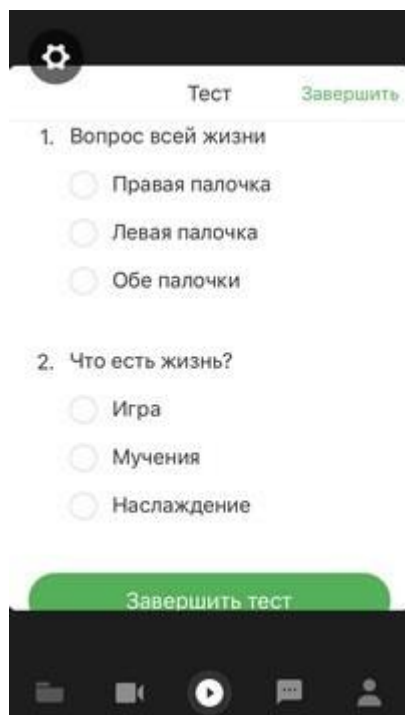 Тест Завершить
1. Вопрос всей жизни
Правая палочка
Левая палочка
Обе палочки
2. Что есть жизнь?
Игра
Мучения
Наслаждение
Завершить тест